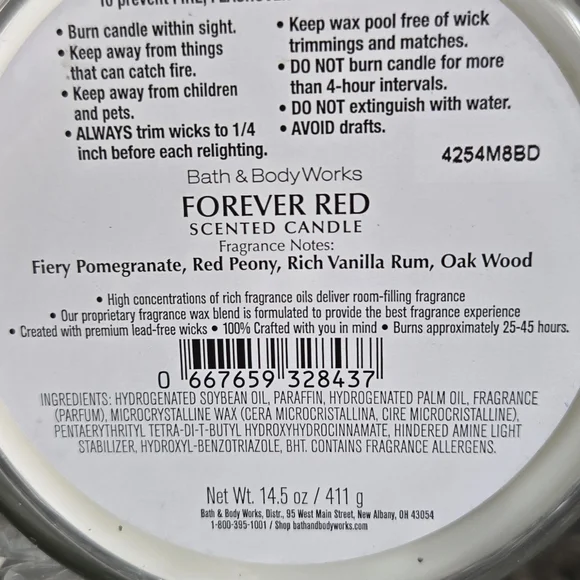 to prevent FIRE,
• Burn candle within sight.
• Keep away from things
that can catch fire.
• Keep away from children
and pets.
• ALWAYS trim wicks to 1/4
inch before each relighting.
• Keep wax pool free of wick
trimmings and matches.
• DO NOT burn candle for more
than 4-hour intervals.
• DO NOT extinguish with water.
• AVOID drafts.
4254M8BD
Bath & Body Works
FOREVER RED
SCENTED CANDLE
Fragrance Notes:
Fiery Pomegranate, Red Peony, Rich Vanilla Rum, Oak Wood
• High concentrations of rich fragrance oils deliver room-filling fragrance
• Our proprietary fragrance wax blend is formulated to provide the best fragrance experience
• Created with premium lead-free wicks • 100% Crafted with you in mind • Burns approximately 25-45 hours.
0 667659 328437
INGREDIENTS: HYDROGENATED SOYBEAN OIL, PARAFFIN, HYDROGENATED PALM OIL, FRAGRANCE
(PARFUM), MICROCRYSTALLINE WAX (CERA MICROCRISTALLINA, CIRE MICROCRISTALLINE),
PENTAERYTHRITYL TETRA-DI-T-BUTYL HYDROXYHYDROCINNAMATE, HINDERED AMINE LIGHT
STABILIZER, HYDROXYL-BENZOTRIAZOLE, BHT. CONTAINS FRAGRANCE ALLERGENS.
Net Wt. 14.5 oz / 411 g
Bath & Body Works, Distr., 95 West Main Street, New Albany, OH 43054
1-800-395-1001 / Shop bathandbodyworks.com